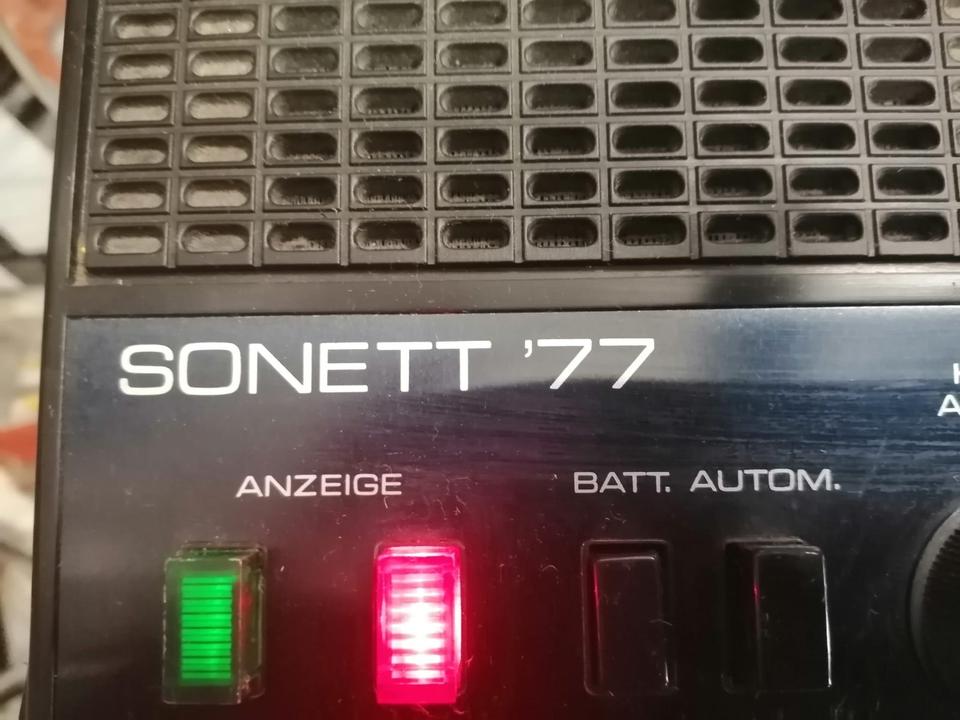 SONETT '77
ANZEIGE
BATT. AUTOM.